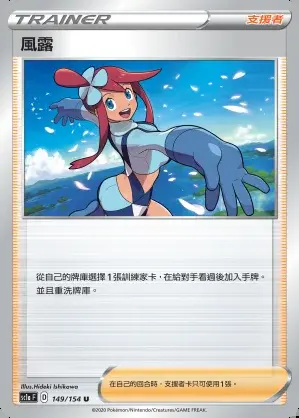 TRAINER 支援者
風露
從自己的牌庫選擇1張訓練家卡，在給對手看過後加入手牌。
並且重洗牌庫。
Illus.Hideki Ishikawa
在自己的回合時，支援者卡只可使用1張。
sc1a F D 149/154 U
©2020 Pokémon/Nintendo/Creatures/GAME FREAK.